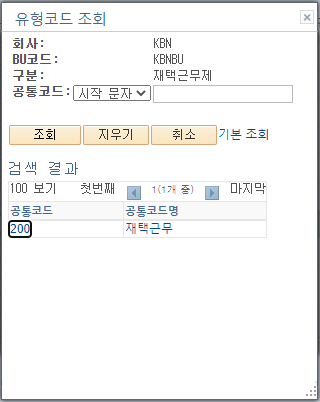 유형코드 조회
회사: KBN
BU코드: KBNBU
구분: 재택근무제
공통코드: 시작 문자
조회 지우기 취소 기본 조회
검색 결과
100 보기 첫번째 1(1개 중) 마지막
공통코드 공통코드명
200 재택근무